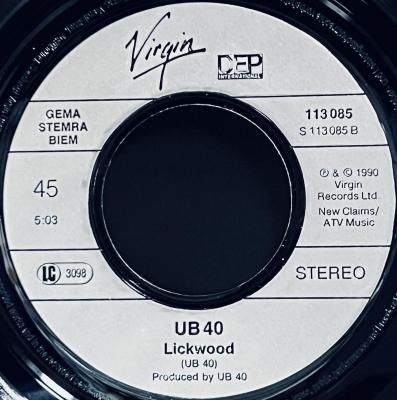 Virgin
DEP
INTERNATIONAL
GEMA
STEMRA
BIEM
113 085
S 113 085 B
45
5:03
℗ & © 1990
Virgin
Records Ltd.
New Claims/
ATV Music
LC 3098
STEREO
UB 40
Lickwood
(UB 40)
Produced by UB 40